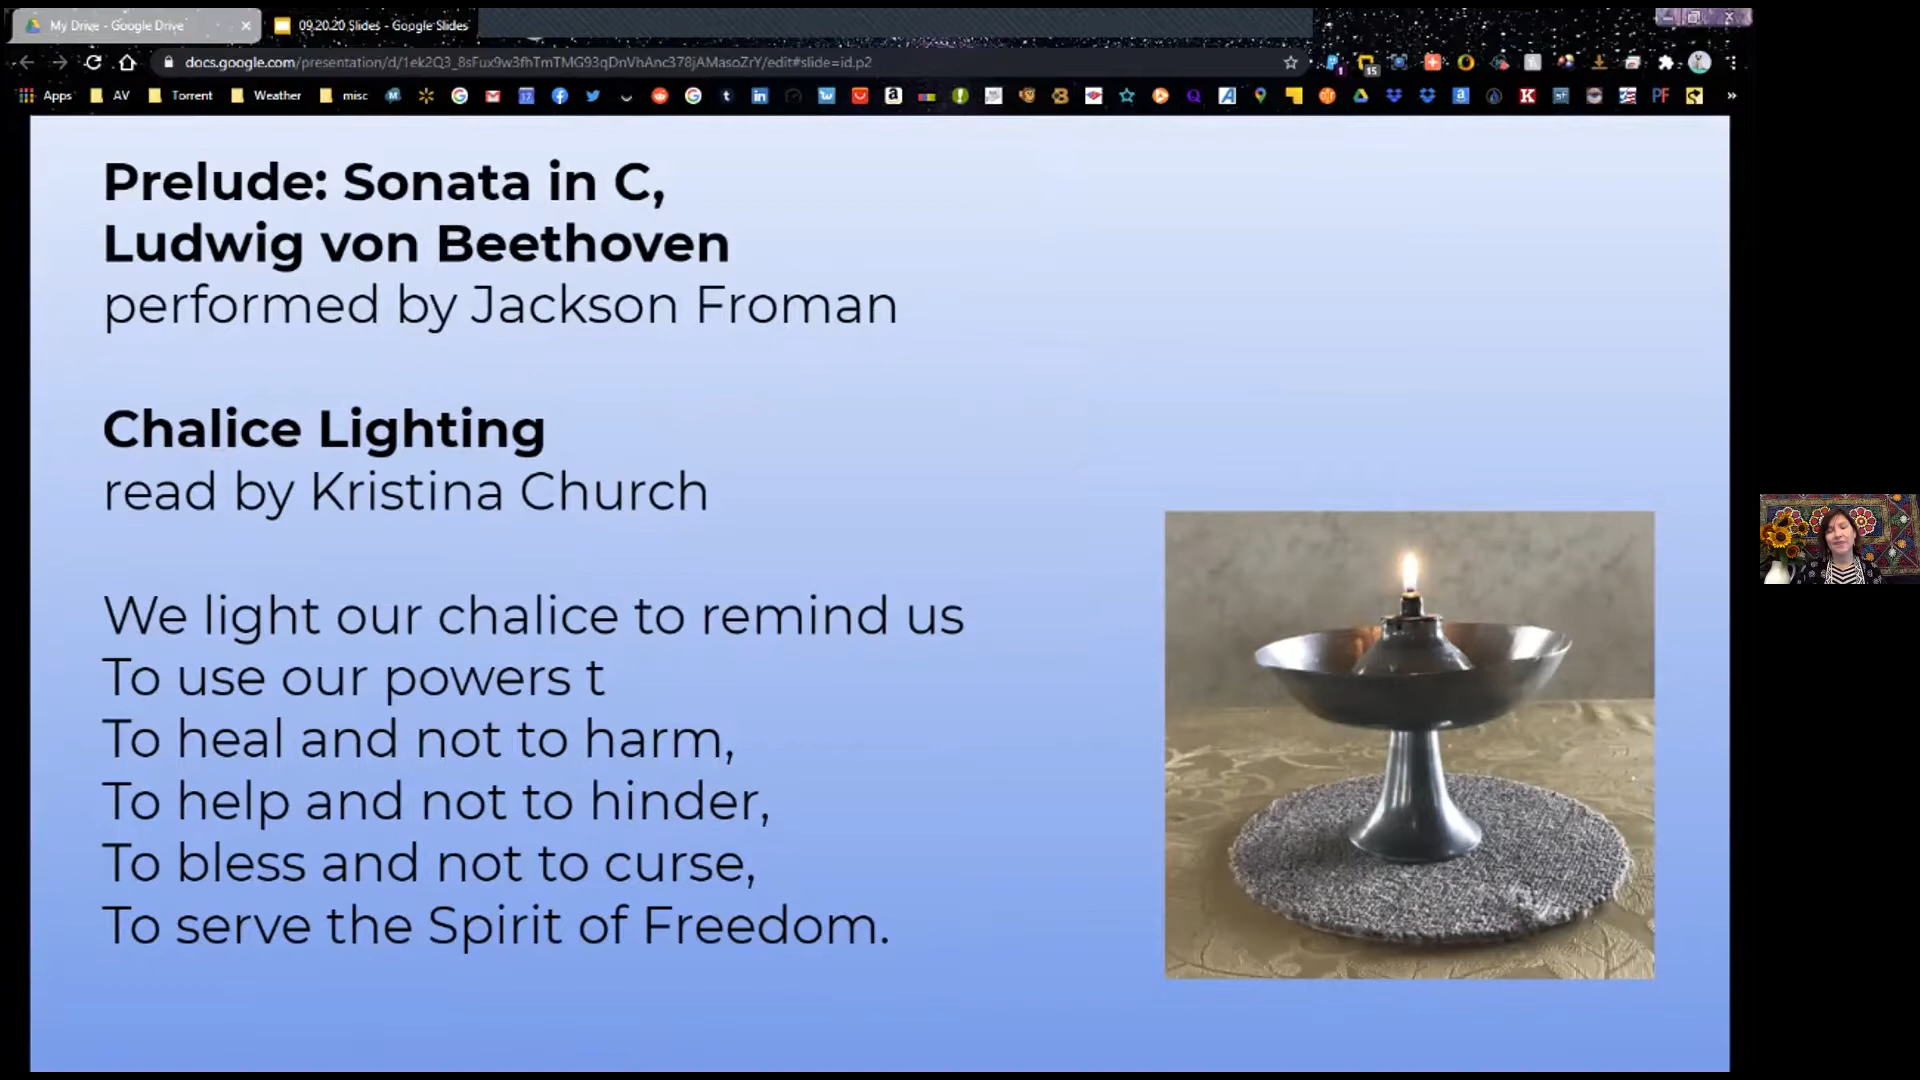 My Drive - Google Drive
09.20.20 Slides - Google Slides
docs.google.com/presentation/d/1ek2Q3_8sFux9w3fhTmTMG93qDnVhAnc378jAMasoZrY/edit#slide=id.p2
Apps AV Torrent Weather misc
Prelude: Sonata in C,
Ludwig von Beethoven
performed by Jackson Froman
Chalice Lighting
read by Kristina Church
We light our chalice to remind us
To use our powers t
To heal and not to harm,
To help and not to hinder,
To bless and not to curse,
To serve the Spirit of Freedom.